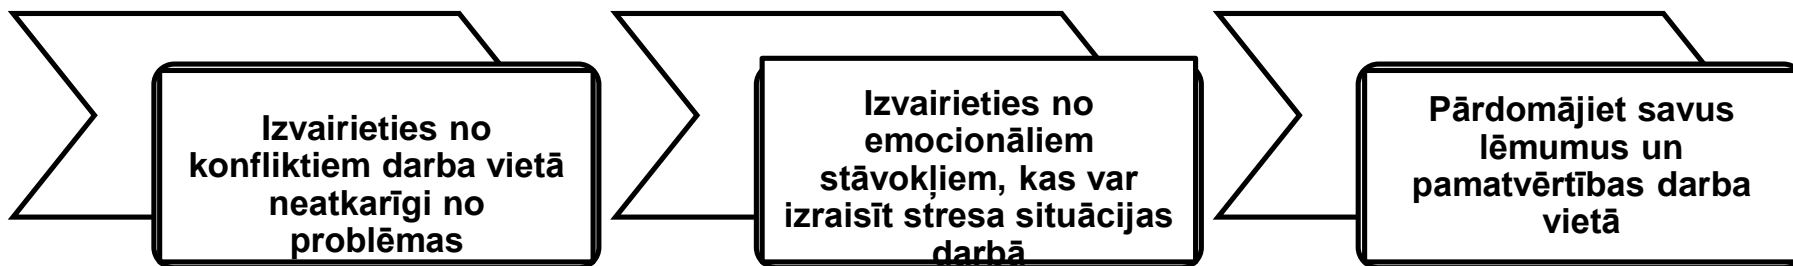 Izvairieties no
konfliktiem darba vietā
neatkarīgi no
problēmas
Izvairieties no
emocionāliem
stāvokļiem, kas var
izraisīt stresa situācijas
darbā
Pārdomājiet savus
lēmumus un
pamatvērtības darba
vietā